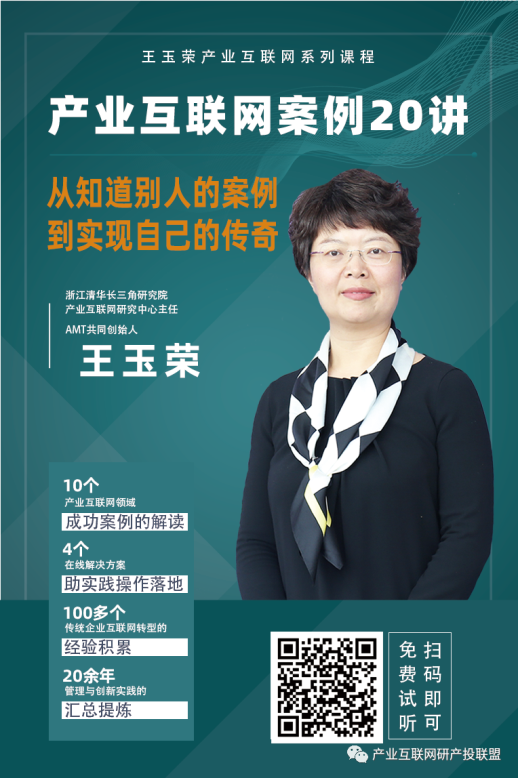 王玉荣产业互联网系列课程
产业互联网案例20讲
从知道别人的案例
到实现自己的传奇
浙江清华长三角研究院
产业互联网研究中心主任
AMT共同创始人
王玉荣
10个
产业互联网领域
成功案例的解读
4个
在线解决方案
助实践操作落地
100多个
传统企业互联网转型的
经验积累
20余年
管理与创新实践的
汇总提炼
扫码即可
免费试听
产业互联网研产投联盟